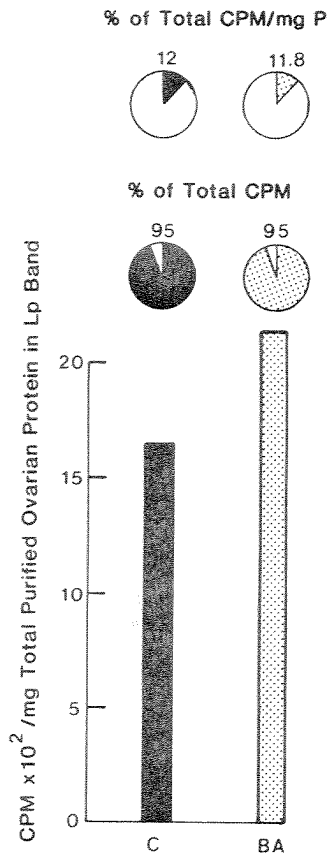 % of Total CPM/mg P
12 11.8
% of Total CPM
95 95
CPM x10² /mg Total Purified Ovarian Protein in Lp Band
20
15
10
5
0
C BA